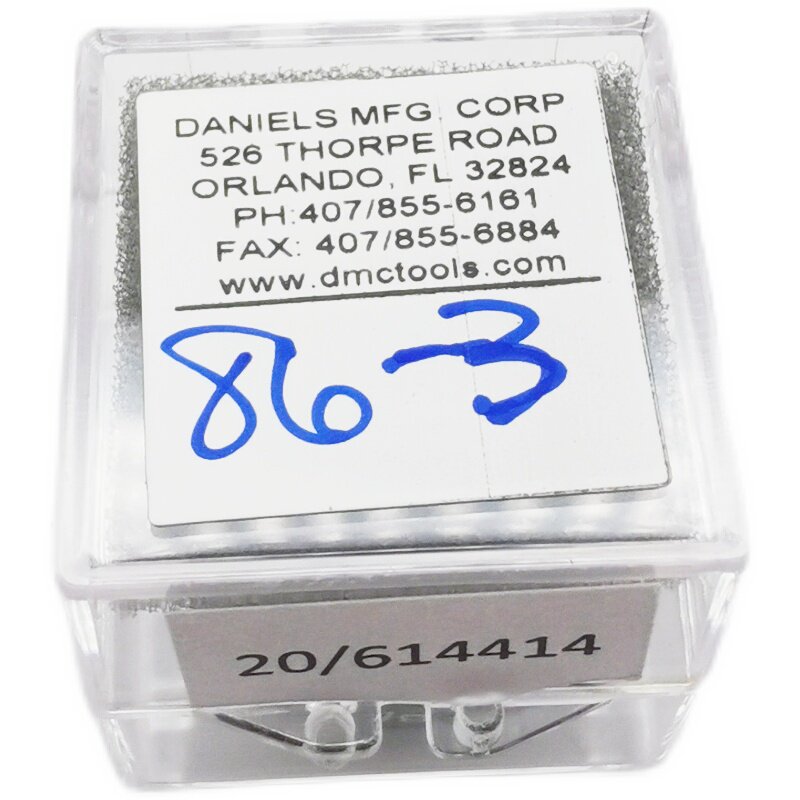 DANIELS MFG. CORP
526 THORPE ROAD
ORLANDO, FL 32824
PH:407/855-6161
FAX: 407/855-6884
www.dmctools.com
86-3
20/614414